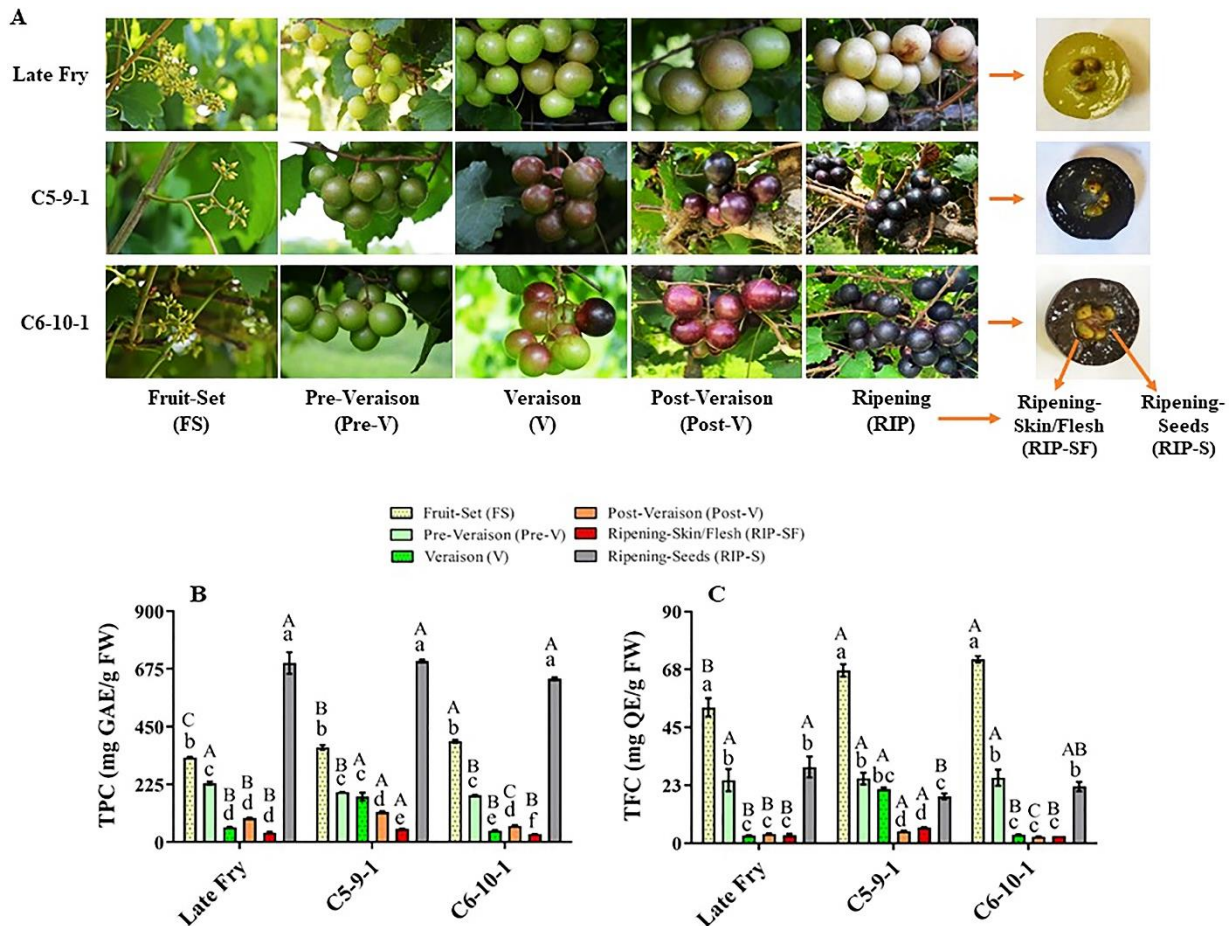 A
Late Fry
C5-9-1
C6-10-1
Fruit-Set
(FS)
Pre-Veraison
(Pre-V)
Veraison
(V)
Post-Veraison
(Post-V)
Ripening
(RIP)
Ripening-
Skin/Flesh
(RIP-SF)
Ripening-
Seeds
(RIP-S)
Fruit-Set (FS)
Pre-Veraison (Pre-V)
Veraison (V)
Post-Veraison (Post-V)
Ripening-Skin/Flesh (RIP-SF)
Ripening-Seeds (RIP-S)
B
TPC (mg GAE/g FW)
900
675
450
225
0
C b
A c
B d
B d
B d
A a
B b
B c
A c
A d
A e
A a
A b
B c
B e
C d
B f
A a
Late Fry
C5-9-1
C6-10-1
C
TFC (mg QE/g FW)
90
68
45
23
0
B a
A b
B c
B c
B c
A b
A a
A b
A bc
A d
A d
B c
A a
A b
B c
C c
B c
AB b
Late Fry
C5-9-1
C6-10-1